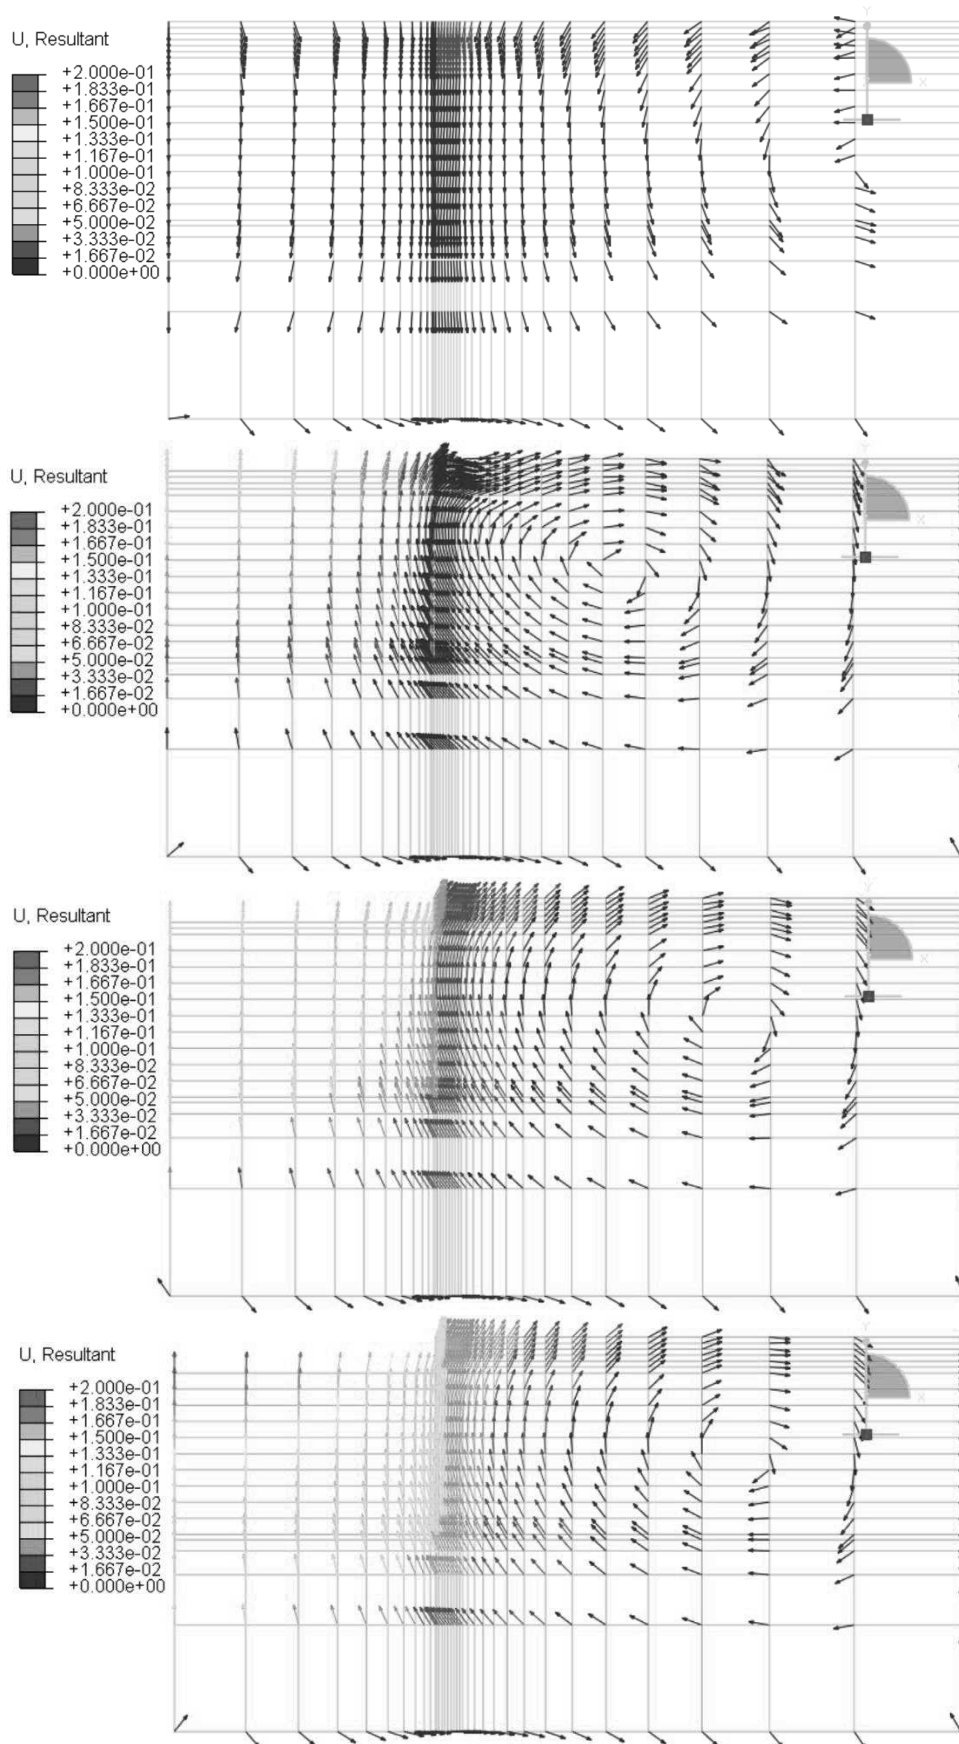 U, Resultant
+2.000e-01
+1.833e-01
+1.667e-01
+1.500e-01
+1.333e-01
+1.167e-01
+1.000e-01
+8.333e-02
+6.667e-02
+5.000e-02
+3.333e-02
+1.667e-02
+0.000e+00
Y
X
U, Resultant
+2.000e-01
+1.833e-01
+1.667e-01
+1.500e-01
+1.333e-01
+1.167e-01
+1.000e-01
+8.333e-02
+6.667e-02
+5.000e-02
+3.333e-02
+1.667e-02
+0.000e+00
Y
X
U, Resultant
+2.000e-01
+1.833e-01
+1.667e-01
+1.500e-01
+1.333e-01
+1.167e-01
+1.000e-01
+8.333e-02
+6.667e-02
+5.000e-02
+3.333e-02
+1.667e-02
+0.000e+00
Y
X
U, Resultant
+2.000e-01
+1.833e-01
+1.667e-01
+1.500e-01
+1.333e-01
+1.167e-01
+1.000e-01
+8.333e-02
+6.667e-02
+5.000e-02
+3.333e-02
+1.667e-02
+0.000e+00
Y
X